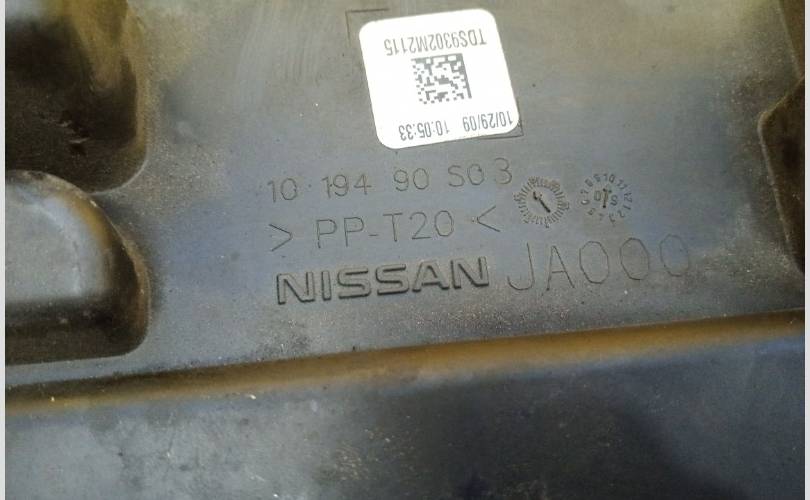 TDS9302M2115
10/29/09 10:05:33
10 194 90 S03
> PP-T20 <
NISSAN JA000